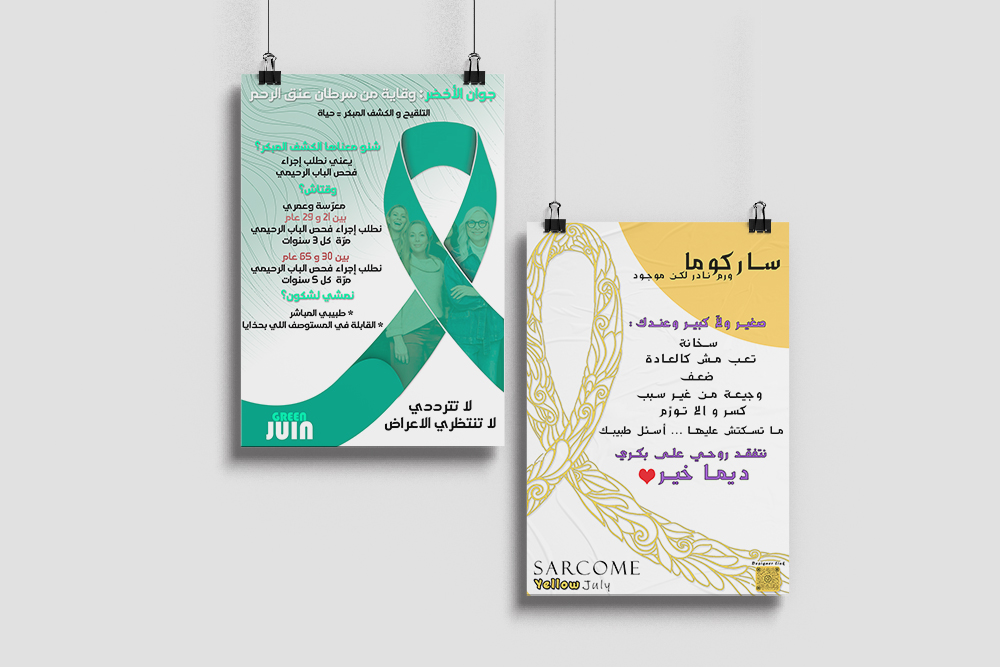 جوان الأخضر: وقاية من سرطان عنق الرحم
التلقيح و الكشف المبكر = حياة
شنو معناها الكشف المبكر؟
يعني نطلب إجراء
فحص الباب الرحيمي
وقتاش؟
معرّسة وعمري
بين 21 و 29 عام
نطلب إجراء فحص الباب الرحيمي
مرّة كل 3 سنوات
بين 30 و 65 عام
نطلب إجراء فحص الباب الرحيمي
مرّة كل 5 سنوات
نمشي لشكون؟
* طبيبي المباشر
* القابلة في المستوصف اللي بحذايا
لا تترددي
لا تنتظري الاعراض
GREEN
JUIN
ساركوما
ورم نادر لكن موجود
صغير ولّا كبير وعندك :
سخانة
تعب مش كالعادة
ضعف
وجيعة من غير سبب
كسر و إلا تورّم
ما تسكتش عليها ... أسئل طبيبك
نتفقد روحي على بكري
ديما خير
SARCOME
Yellow July
Designer link